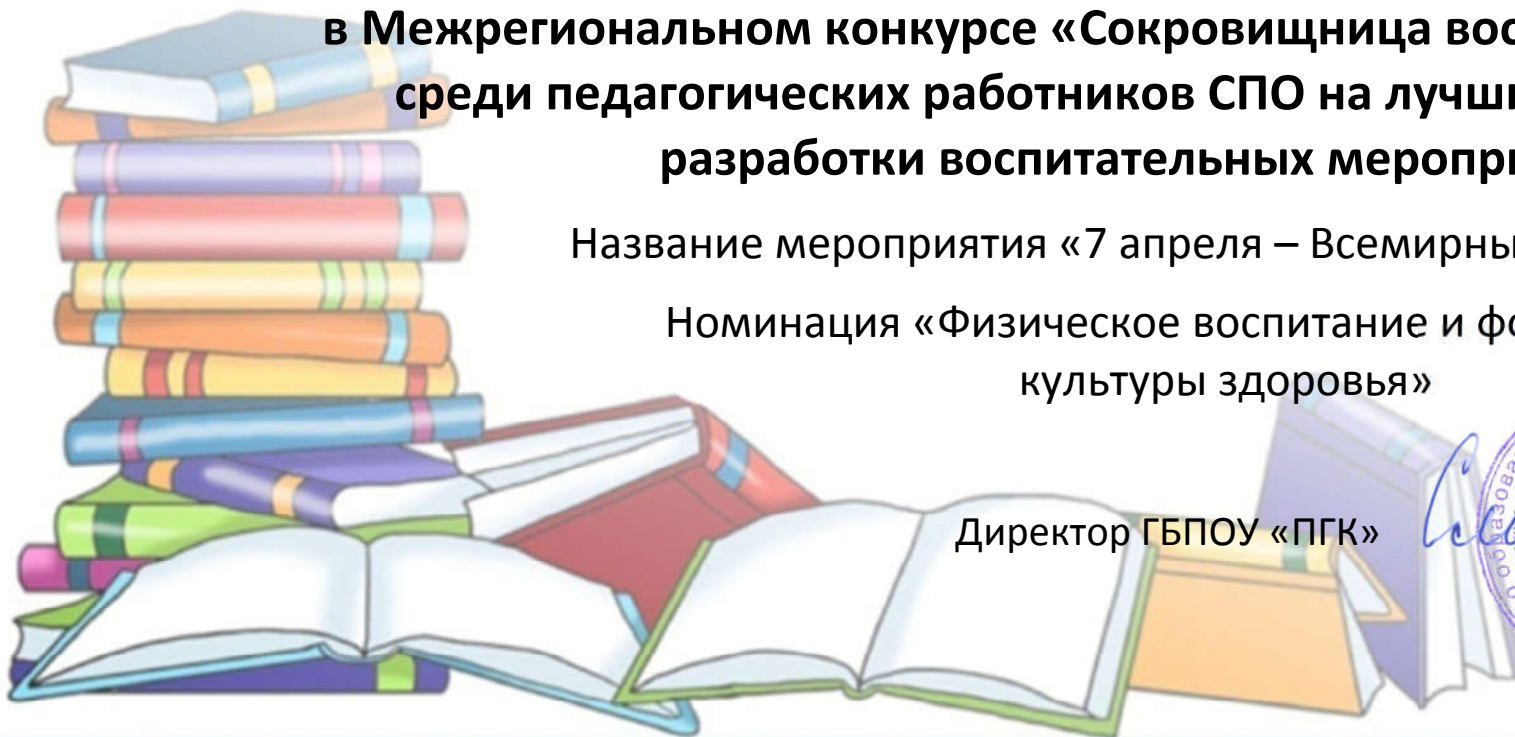 в Межрегиональном конкурсе «Сокровищница вос
среди педагогических работников СПО на лучши
разработки воспитательных меропри
Название мероприятия «7 апреля – Всемирны
Номинация «Физическое воспитание и фо
культуры здоровья»
Директор ГБПОУ «ПГК»